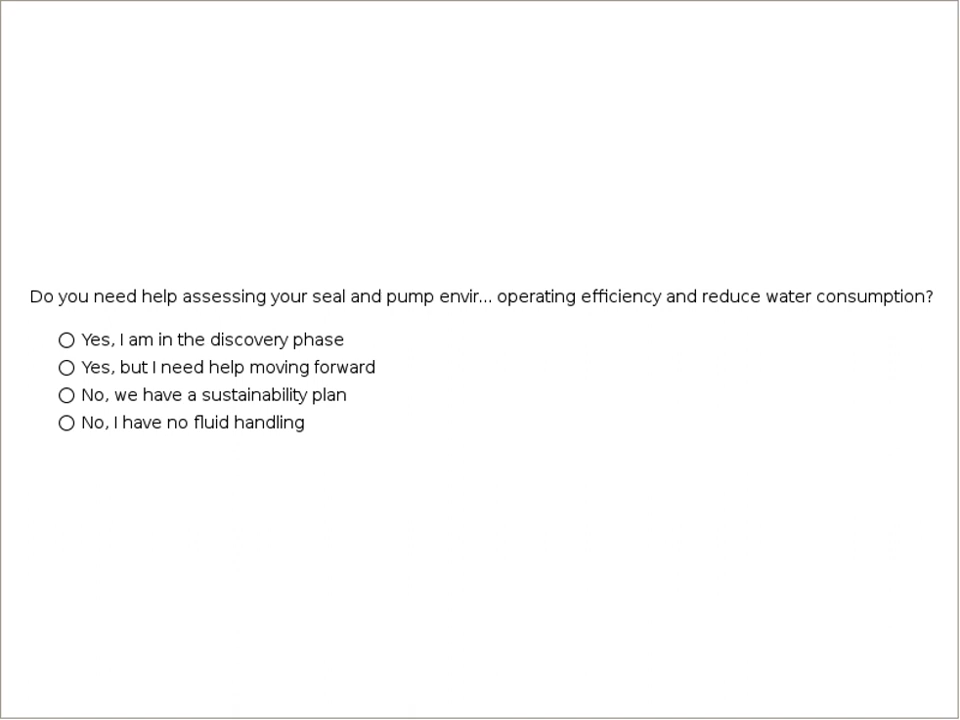 Do you need help assessing your seal and pump envir... operating efficiency and reduce water consumption?
Yes, I am in the discovery phase
Yes, but I need help moving forward
No, we have a sustainability plan
No, I have no fluid handling